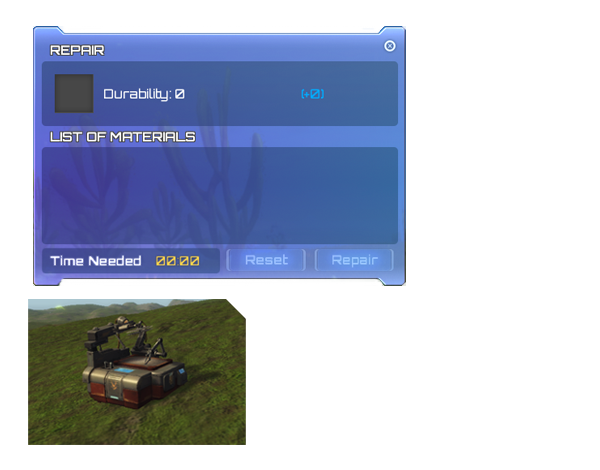 REPAIR
Durability: 0
[+0]
LIST OF MATERIALS
Time Needed 00:00
Reset
Repair